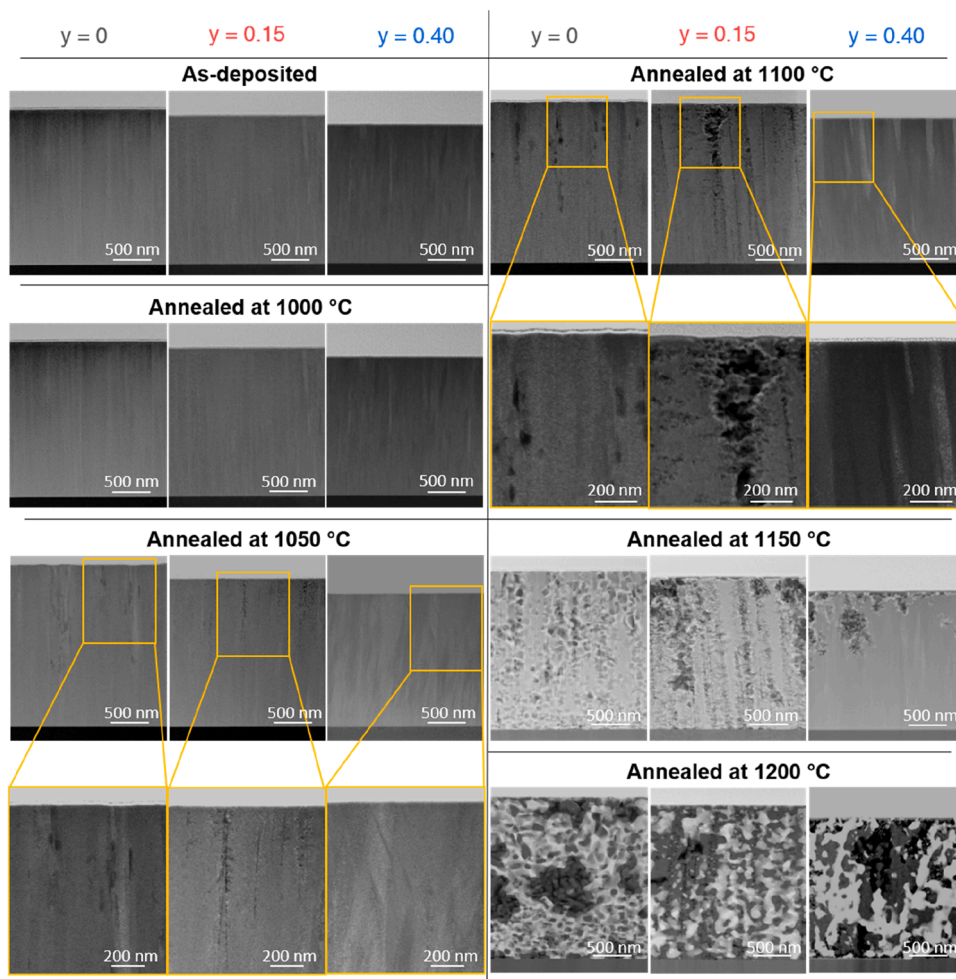 y = 0 y = 0.15 y = 0.40
As-deposited
500 nm 500 nm 500 nm
Annealed at 1000 °C
500 nm 500 nm 500 nm
Annealed at 1050 °C
500 nm 500 nm 500 nm
200 nm 200 nm 200 nm
y = 0 y = 0.15 y = 0.40
Annealed at 1100 °C
500 nm 500 nm 500 nm
200 nm 200 nm 200 nm
Annealed at 1150 °C
500 nm 500 nm 500 nm
Annealed at 1200 °C
500 nm 500 nm 500 nm